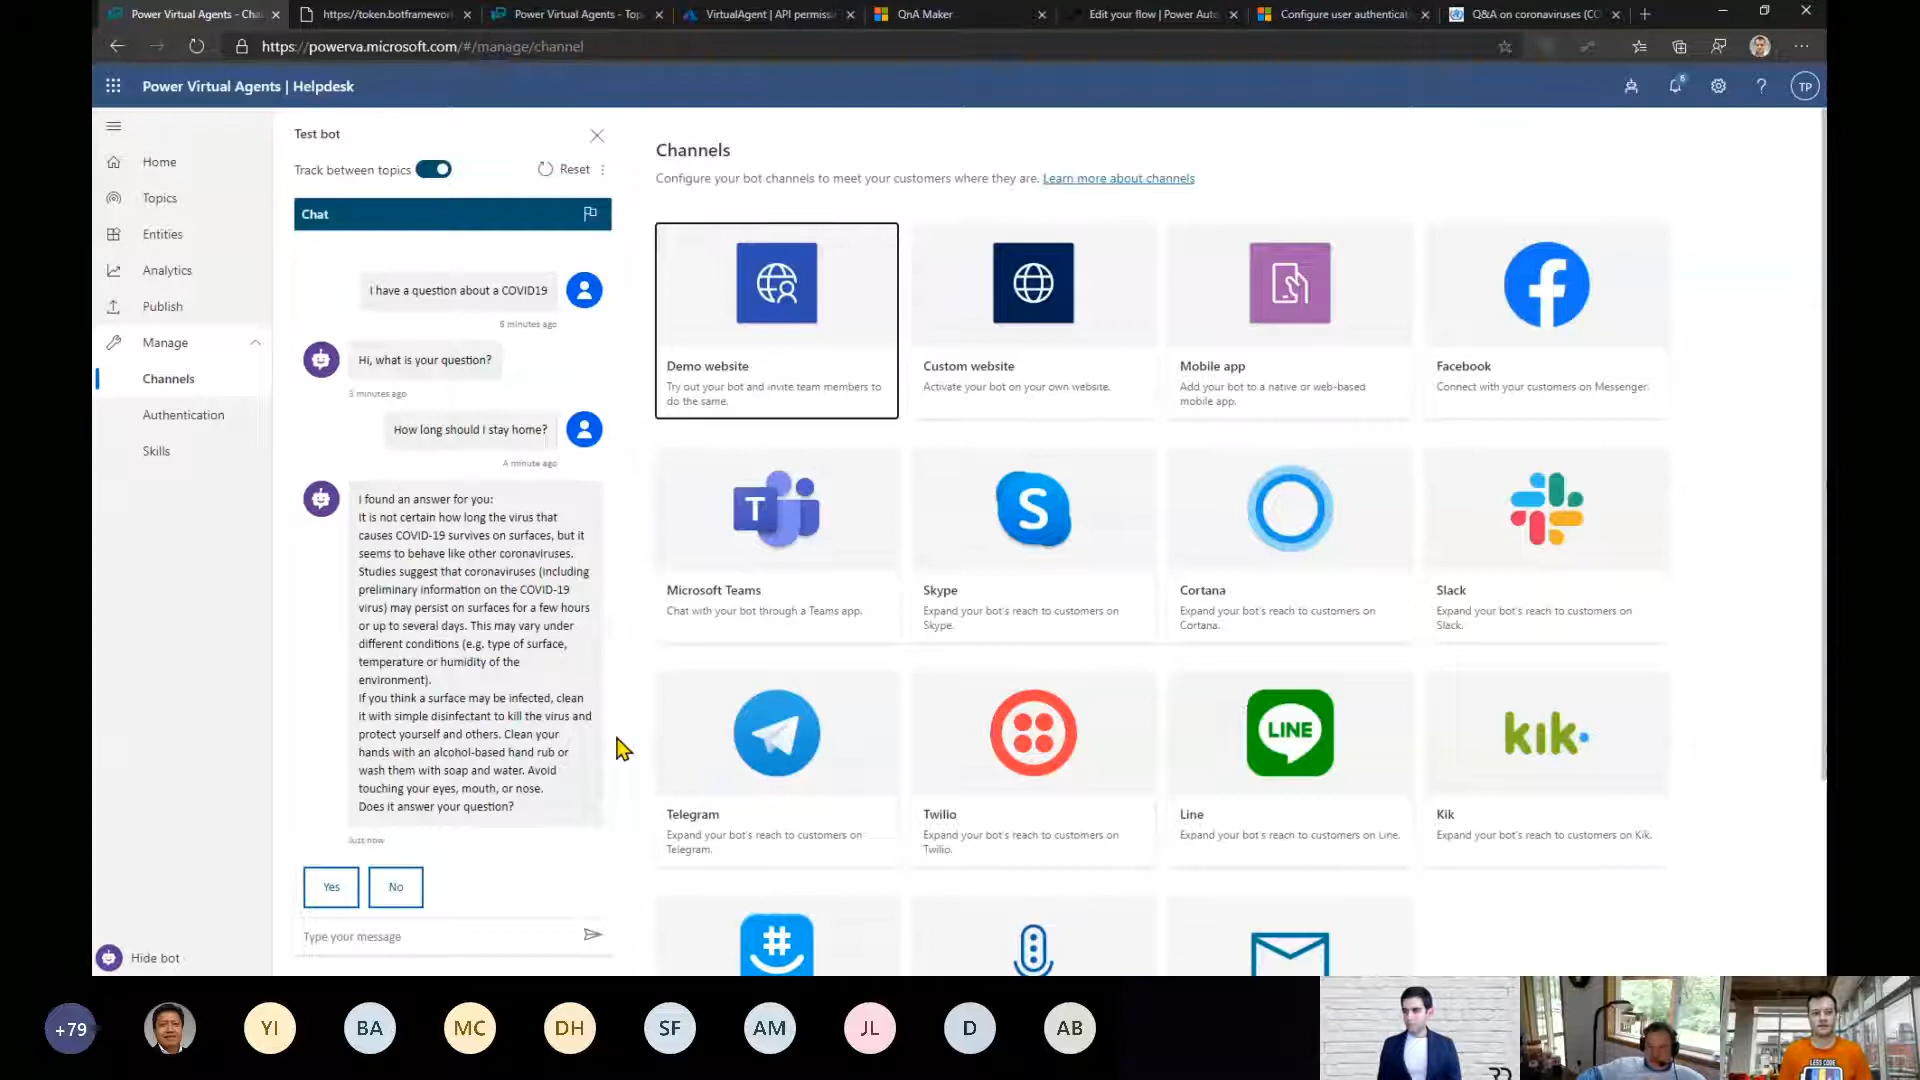 Power Virtual Agents - Cha
https://token.botframewor
Power Virtual Agents - Top
VirtualAgent | API permiss
QnA Maker
Edit your flow | Power Auto
Configure user authenticat
Q&A on coronaviruses (CO
https://powerva.microsoft.com/#/manage/channel
Power Virtual Agents | Helpdesk
6
TP
Home
Topics
Entities
Analytics
Publish
Manage
Channels
Authentication
Skills
Hide bot
Test bot
Track between topics
Reset
Chat
I have a question about a COVID19
6 minutes ago
Hi, what is your question?
3 minutes ago
How long should I stay home?
A minute ago
I found an answer for you:
It is not certain how long the virus that
causes COVID-19 survives on surfaces, but it
seems to behave like other coronaviruses.
Studies suggest that coronaviruses (including
preliminary information on the COVID-19
virus) may persist on surfaces for a few hours
or up to several days. This may vary under
different conditions (e.g. type of surface,
temperature or humidity of the
environment).
If you think a surface may be infected, clean
it with simple disinfectant to kill the virus and
protect yourself and others. Clean your
hands with an alcohol-based hand rub or
wash them with soap and water. Avoid
touching your eyes, mouth, or nose.
Does it answer your question?
Just now
Yes
No
Type your message
Channels
Configure your bot channels to meet your customers where they are. Learn more about channels
Demo website
Try out your bot and invite team members to
do the same.
Custom website
Activate your bot on your own website.
Mobile app
Add your bot to a native or web-based
mobile app.
Facebook
Connect with your customers on Messenger.
T
Microsoft Teams
Chat with your bot through a Teams app.
S
Skype
Expand your bot's reach to customers on
Skype.
Cortana
Expand your bot's reach to customers on
Cortana.
Slack
Expand your bot's reach to customers on
Slack.
Telegram
Expand your bot's reach to customers on
Telegram.
Twilio
Expand your bot's reach to customers on
Twilio.
LINE
Line
Expand your bot's reach to customers on Line.
kik
Kik
Expand your bot's reach to customers on Kik.
#
+79
YI
BA
MC
DH
SF
AM
JL
D
AB
LESS CODE